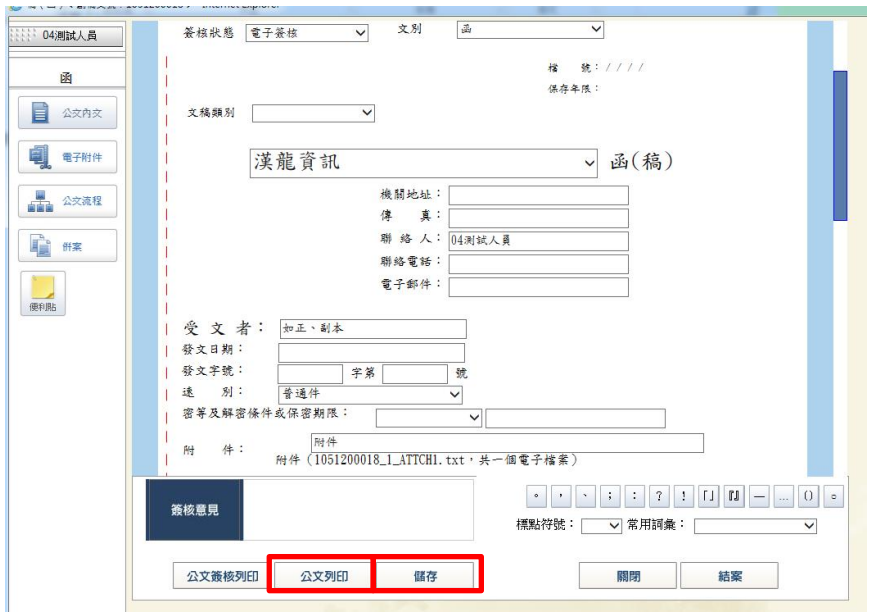 04測試人員
函
公文內文
電子附件
公文流程
併案
便利貼
簽核狀態 電子簽核 文別 函
檔 號：////
保存年限：
文稿類別
漢龍資訊 函(稿)
機關地址：
傳 真：
聯 絡 人： 04測試人員
聯絡電話：
電子郵件：
受 文 者： 如正、副本
發文日期：
發文字號： 字第 號
速 別： 普通件
密等及解密條件或保密期限：
附 件： 附件
附件（1051200018_1_ATTCH1.txt，共一個電子檔案）
簽核意見
。 ， 、 ； ： ？ ！ 「」 『』 — … () ○
標點符號： 常用詞彙：
公文簽核列印 公文列印 儲存 關閉 結案